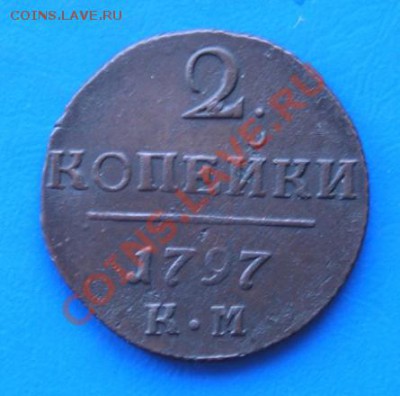 COINS.LAVE.RU
2.
КОПЕЙКИ
1797
К·М
COINS.LAVE.RU